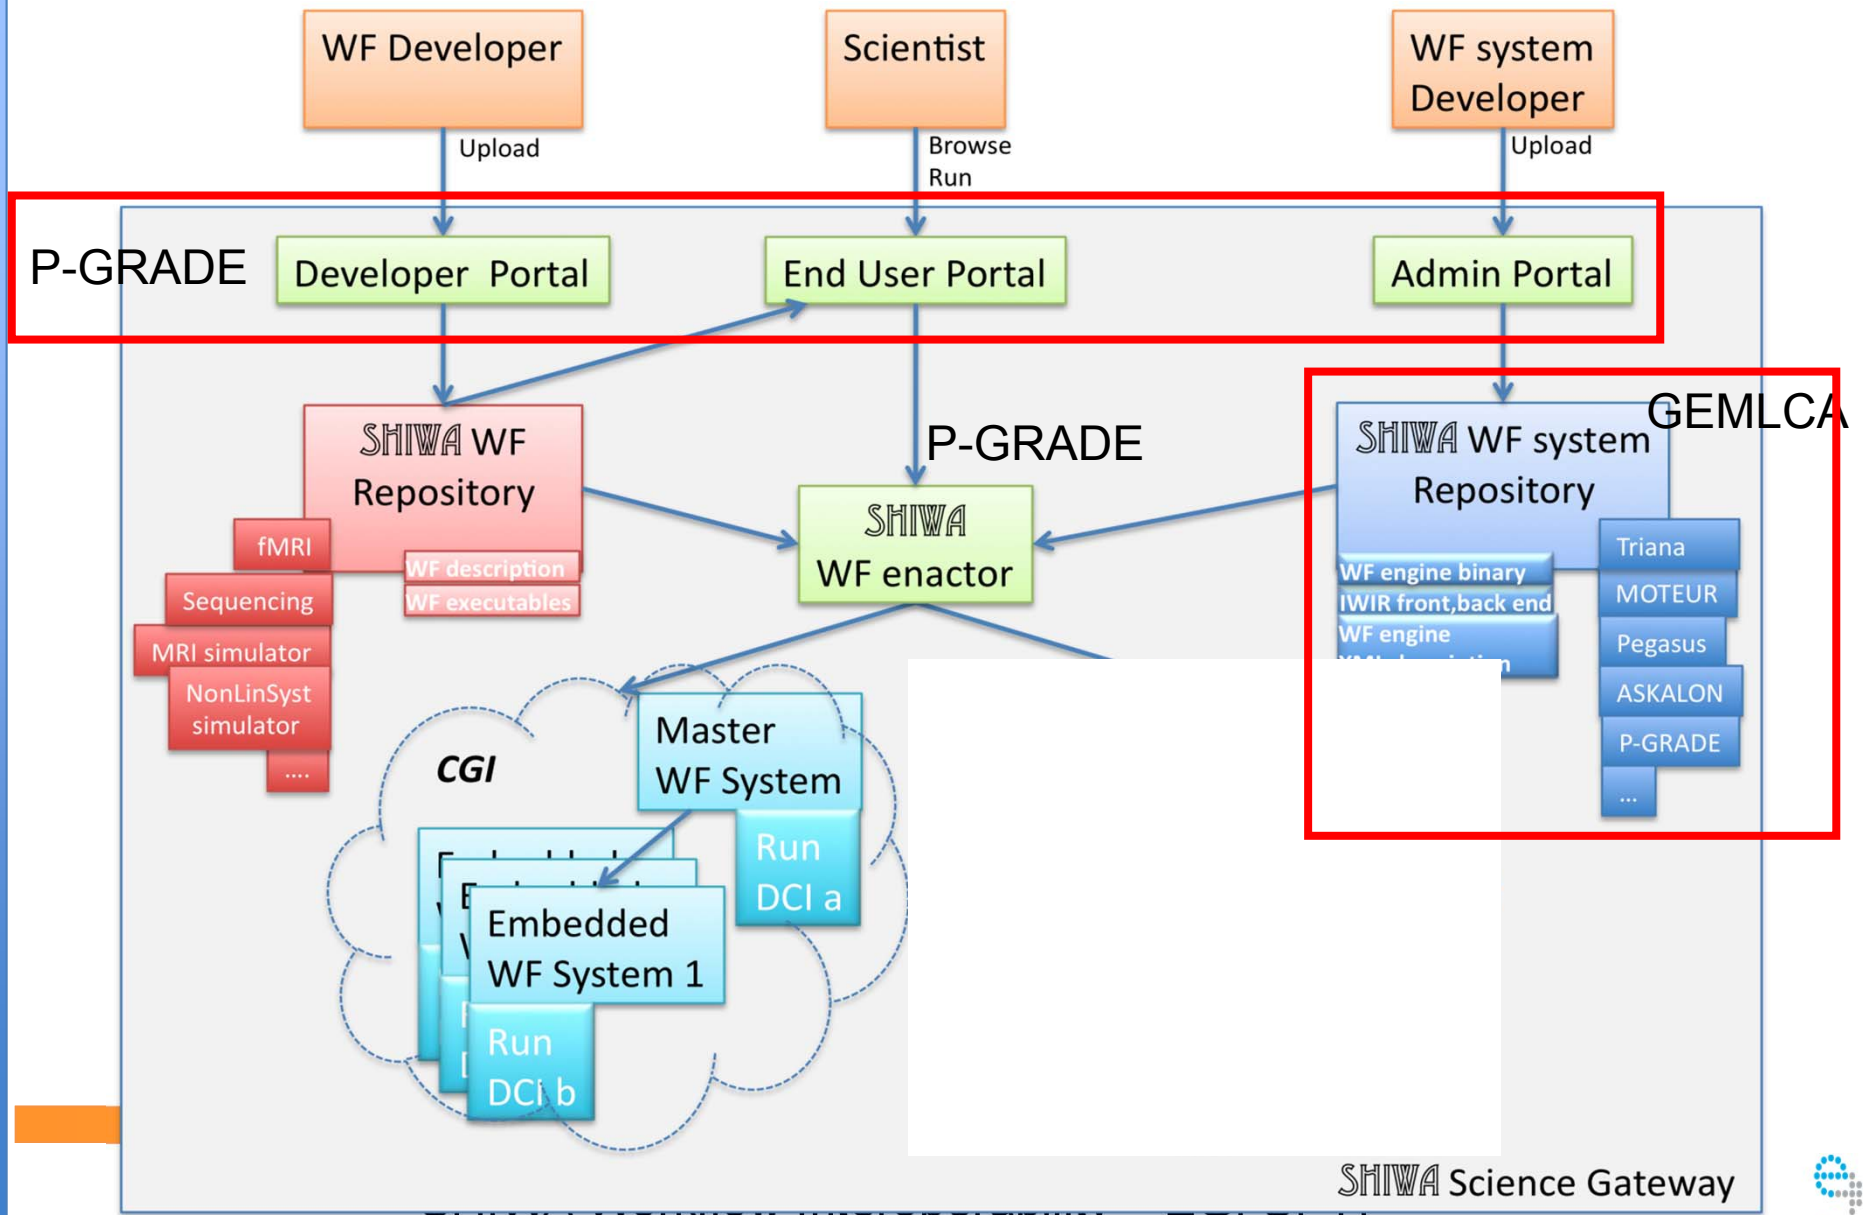 WF Developer
Scientist
WF system
Developer
Upload
Browse
Run
Upload
P-GRADE
Developer Portal
End User Portal
Admin Portal
GEMLCA
SHIWA WF
Repository
P-GRADE
SHIWA WF system
Repository
SHIWA
WF enactor
fMRI
Sequencing
MRI simulator
NonLinSyst
simulator
....
WF description
WF executables
WF engine binary
IWIR front,back end
WF engine
Triana
MOTEUR
Pegasus
ASKALON
P-GRADE
...
CGI
Master
WF System
Run
DCI a
Embedded
WF System 1
Run
DCI b
SHIWA Science Gateway